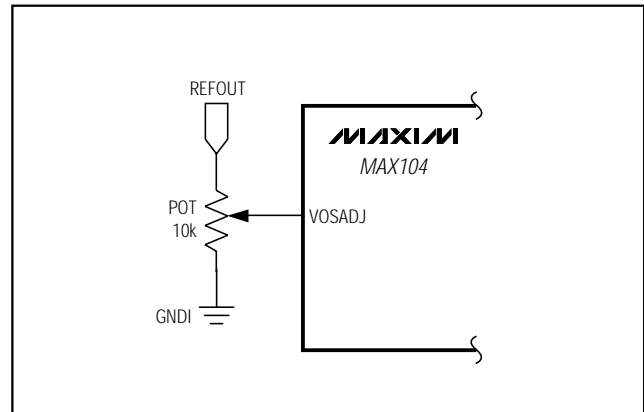 REFOUT
MAXIM
MAX104
POT
10k
VOSADJ
GNDI